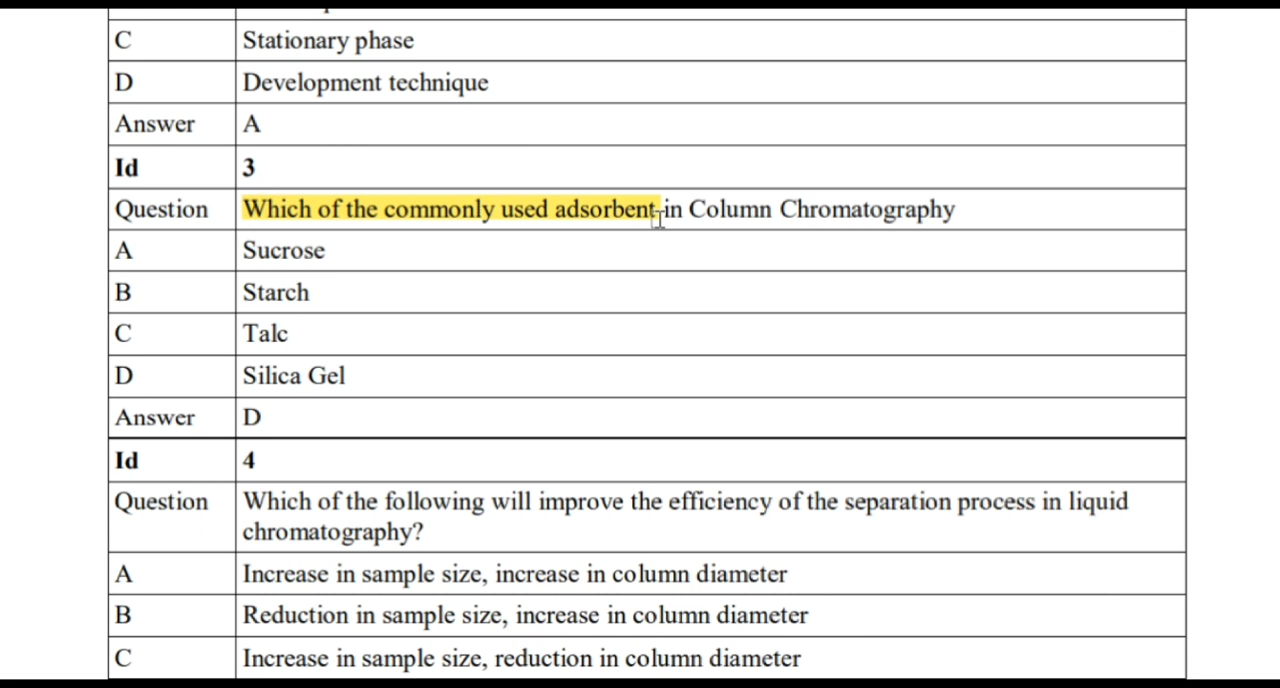 C Stationary phase
D Development technique
Answer A
Id 3
Question Which of the commonly used adsorbent in Column Chromatography
A Sucrose
B Starch
C Talc
D Silica Gel
Answer D
Id 4
Question Which of the following will improve the efficiency of the separation process in liquid
chromatography?
A Increase in sample size, increase in column diameter
B Reduction in sample size, increase in column diameter
C Increase in sample size, reduction in column diameter